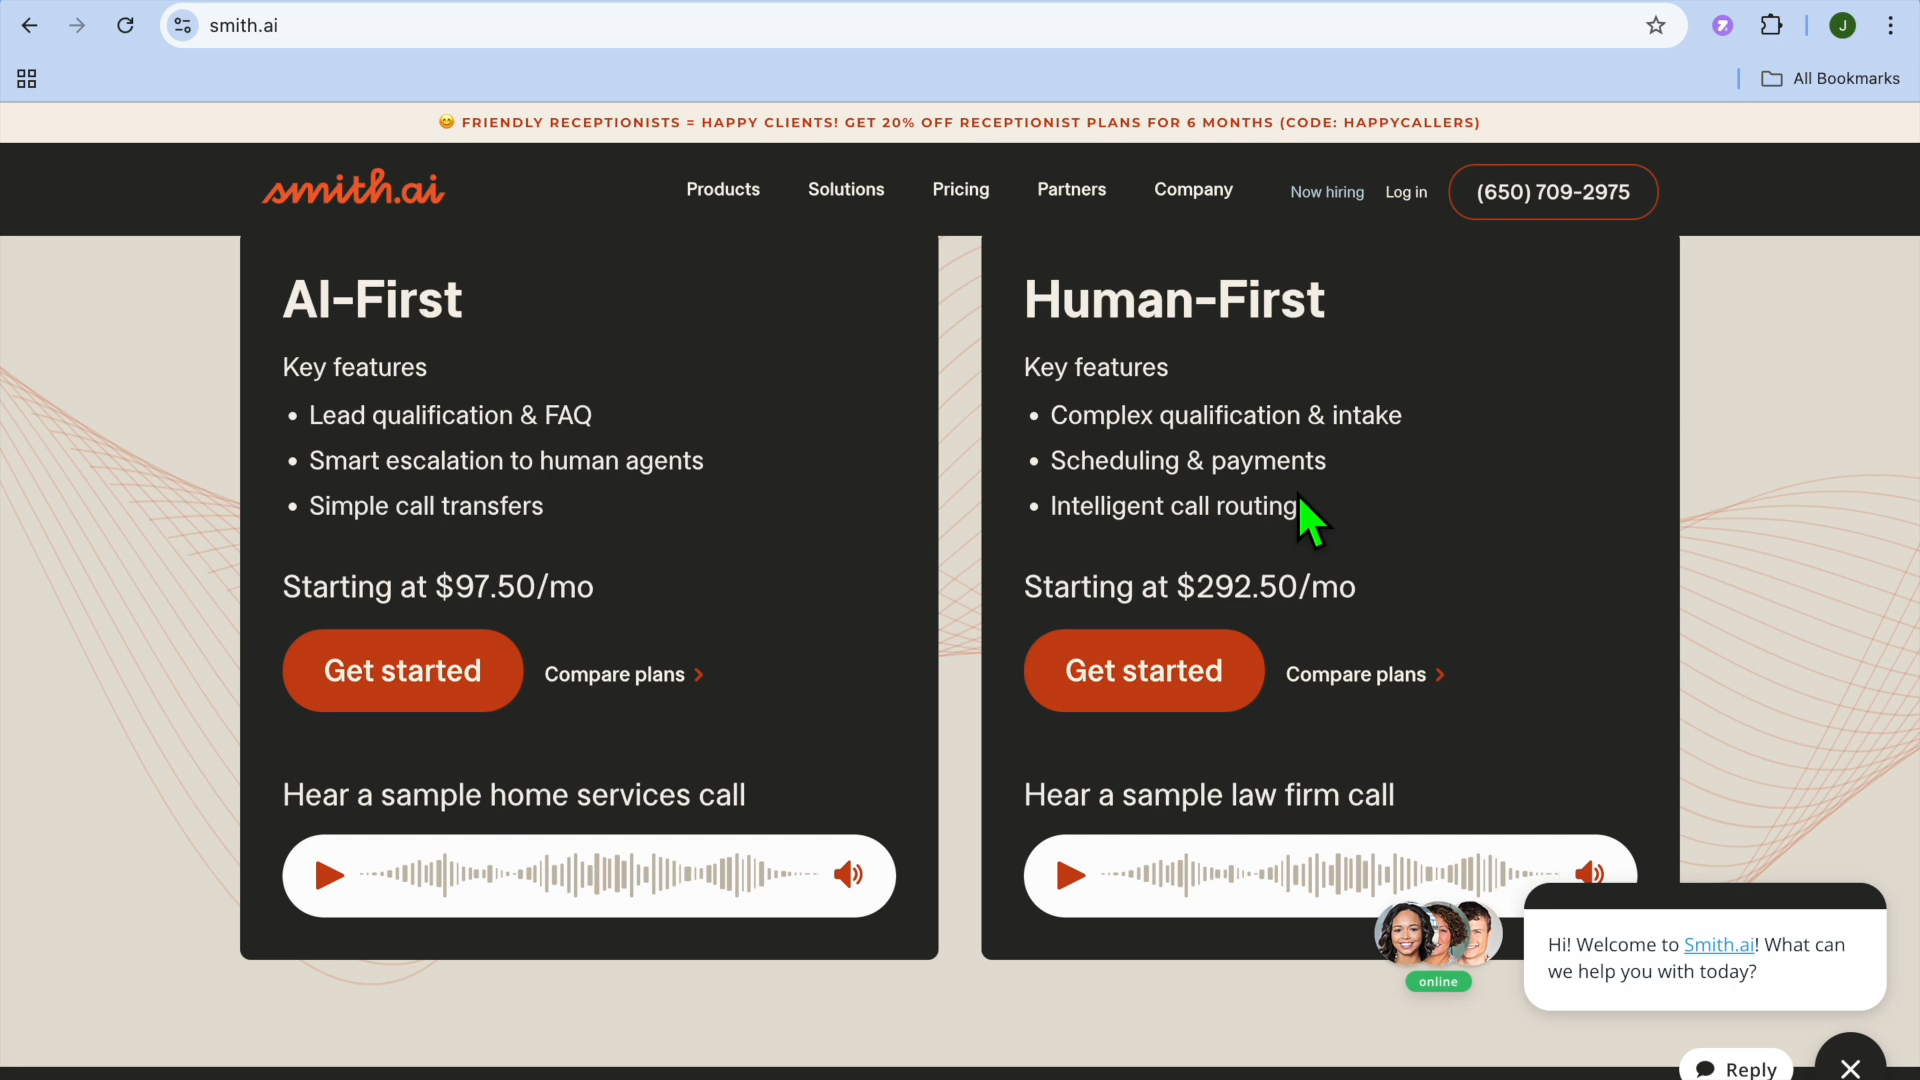 smith.ai
J
All Bookmarks
😊 FRIENDLY RECEPTIONISTS = HAPPY CLIENTS! GET 20% OFF RECEPTIONIST PLANS FOR 6 MONTHS (CODE: HAPPYCALLERS)
smith.ai
Products
Solutions
Pricing
Partners
Company
Now hiring
Log in
(650) 709-2975
AI-First
Key features
• Lead qualification & FAQ
• Smart escalation to human agents
• Simple call transfers
Starting at $97.50/mo
Get started
Compare plans
Hear a sample home services call
Human-First
Key features
• Complex qualification & intake
• Scheduling & payments
• Intelligent call routing
Starting at $292.50/mo
Get started
Compare plans
Hear a sample law firm call
online
Hi! Welcome to Smith.ai! What can
we help you with today?
Reply